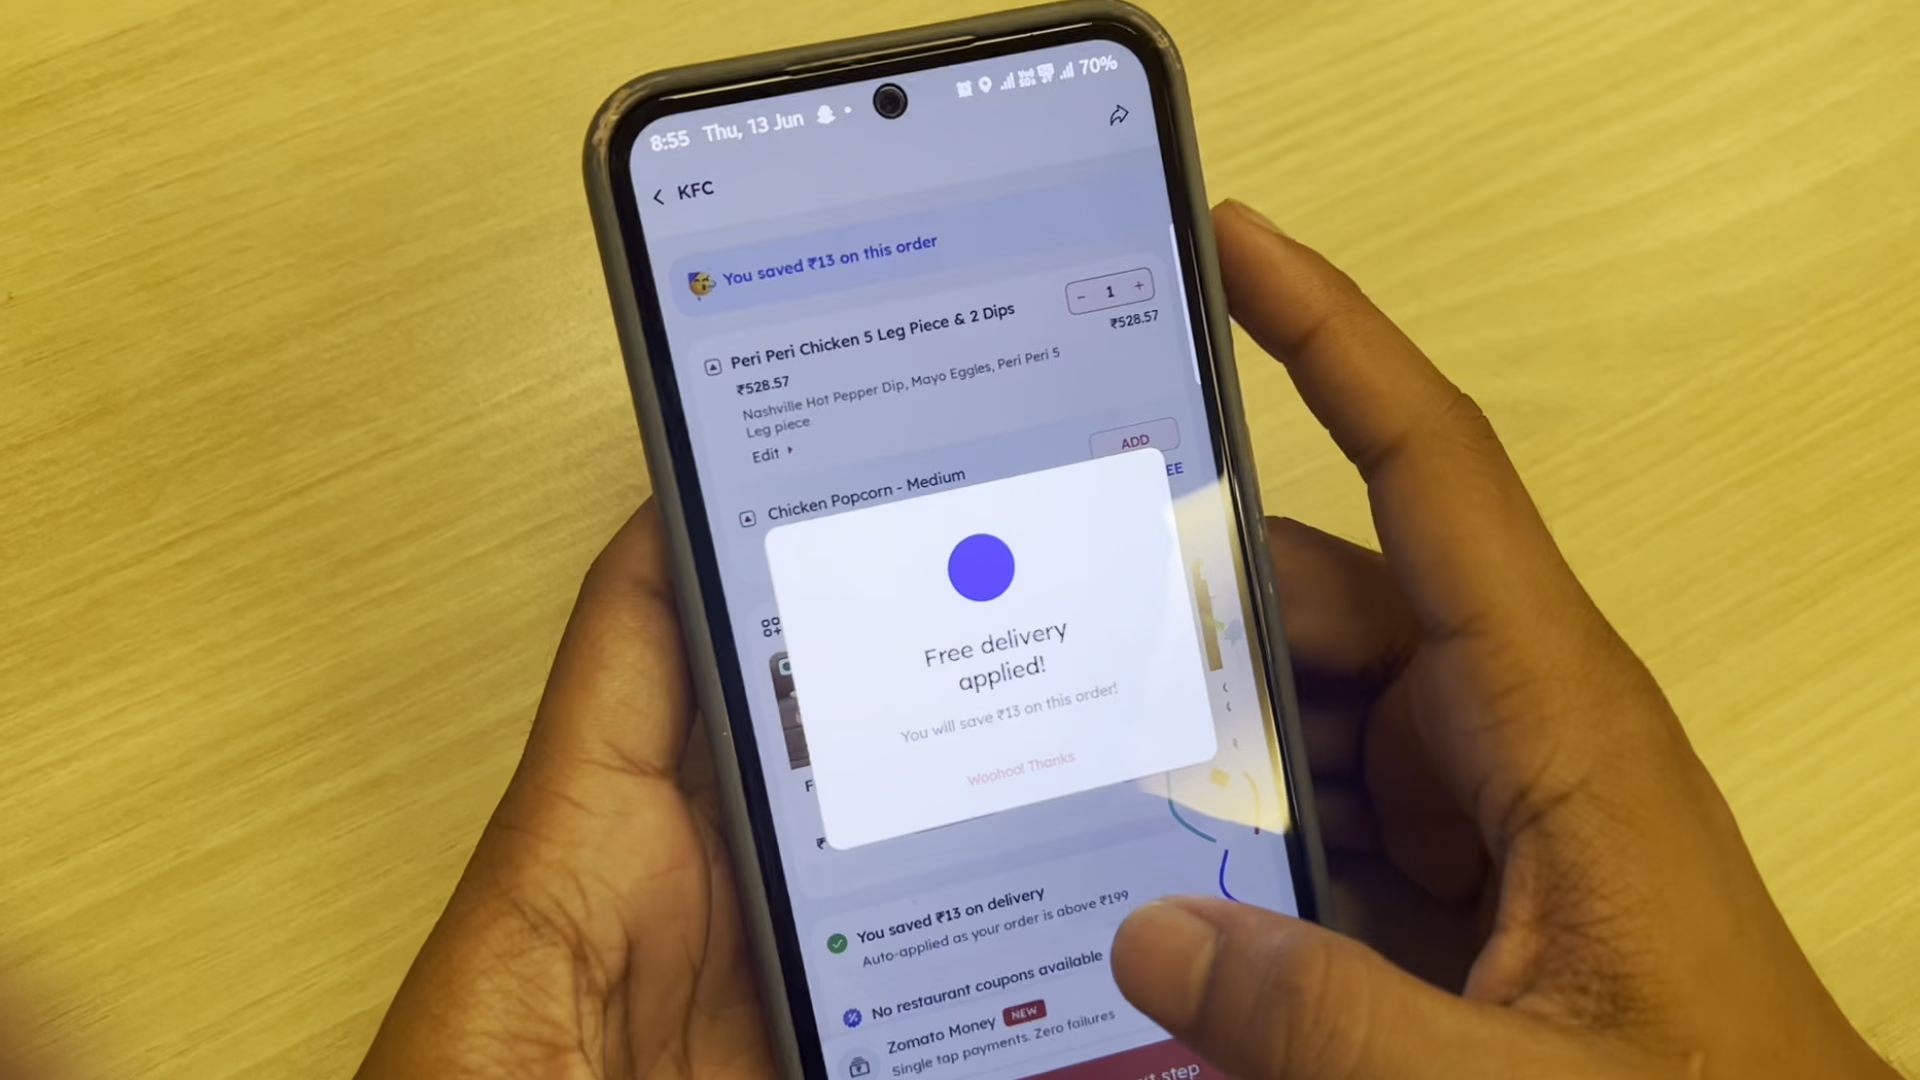 8:55 Thu, 13 Jun 70%
KFC
You saved ₹13 on this order
Peri Peri Chicken 5 Leg Piece & 2 Dips
- 1 +
₹528.57
₹528.57
Nashville Hot Pepper Dip, Mayo Eggles, Peri Peri 5
Leg piece
Edit
Chicken Popcorn - Medium
ADD
EE
Free delivery
applied!
You will save ₹13 on this order!
Woohoo! Thanks
F
₹
You saved ₹13 on delivery
Auto-applied as your order is above ₹199
No restaurant coupons available
Zomato Money NEW
Single tap payments. Zero failures
step